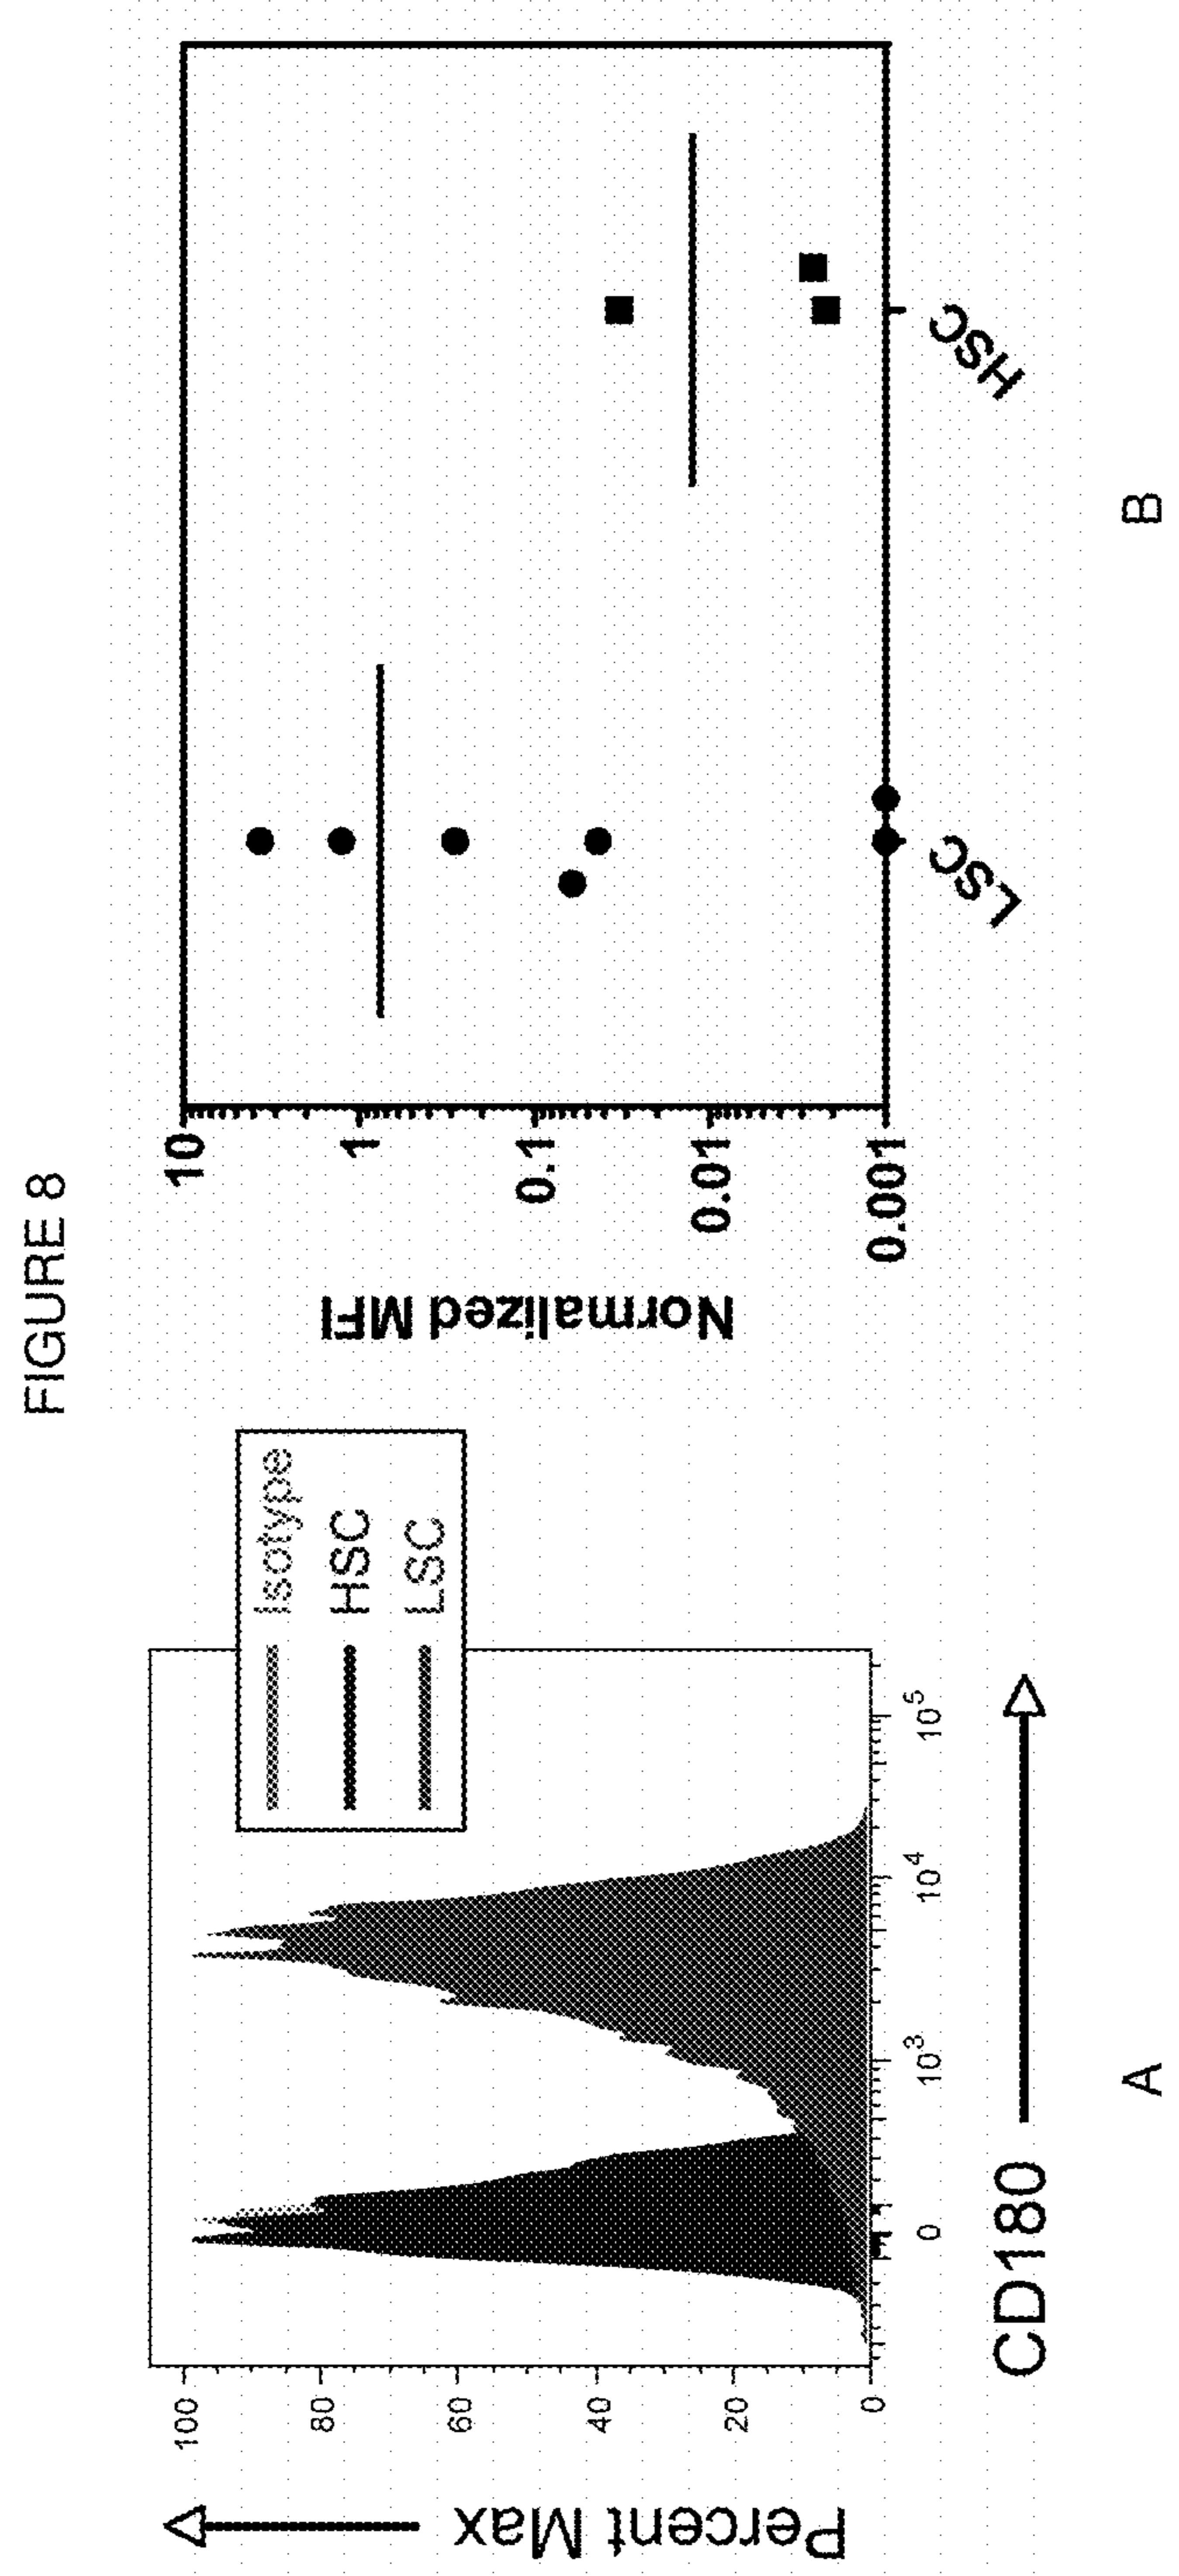 FIGURE 8
Percent Max
100
80
60
40
20
0
0
10³
10⁴
10⁵
CD180
Isotype
HSC
LSC
A
Normalized MFI
10
1
0.1
0.01
0.001
LSC
HSC
B